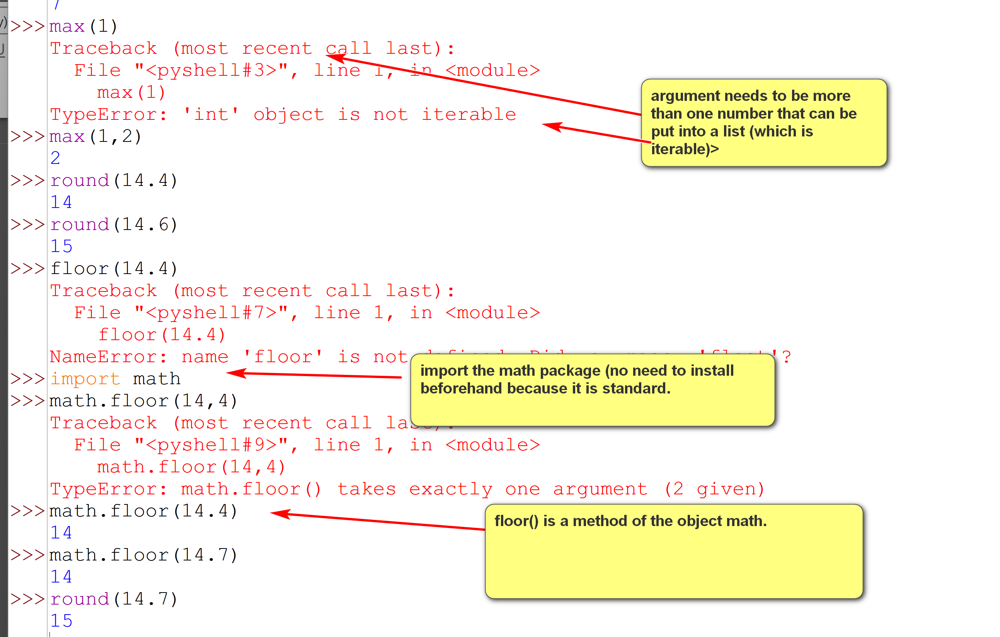 >>> max(1)
Traceback (most recent call last):
  File "<pyshell#3>", line 1, in <module>
    max(1)
TypeError: 'int' object is not iterable
argument needs to be more
than one number that can be
put into a list (which is
iterable)>
>>> max(1,2)
2
>>> round(14.4)
14
>>> round(14.6)
15
>>> floor(14.4)
Traceback (most recent call last):
  File "<pyshell#7>", line 1, in <module>
    floor(14.4)
NameError: name 'floor' is not ?
import the math package (no need to install
beforehand because it is standard.
>>> import math
>>> math.floor(14,4)
Traceback (most recent call last):
  File "<pyshell#9>", line 1, in <module>
    math.floor(14,4)
TypeError: math.floor() takes exactly one argument (2 given)
>>> math.floor(14.4)
floor() is a method of the object math.
14
>>> math.floor(14.7)
14
>>> round(14.7)
15